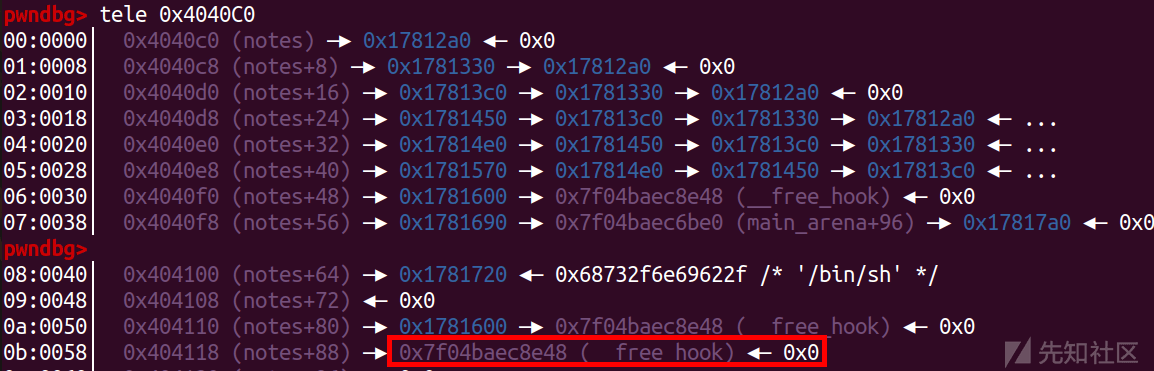 pwndbg> tele 0x4040C0
00:0000│ 0x4040c0 (notes) —▸ 0x17812a0 ◂— 0x0
01:0008│ 0x4040c8 (notes+8) —▸ 0x1781330 —▸ 0x17812a0 ◂— 0x0
02:0010│ 0x4040d0 (notes+16) —▸ 0x17813c0 —▸ 0x1781330 —▸ 0x17812a0 ◂— 0x0
03:0018│ 0x4040d8 (notes+24) —▸ 0x1781450 —▸ 0x17813c0 —▸ 0x1781330 —▸ 0x17812a0 ◂— ...
04:0020│ 0x4040e0 (notes+32) —▸ 0x17814e0 —▸ 0x1781450 —▸ 0x17813c0 —▸ 0x1781330 ◂— ...
05:0028│ 0x4040e8 (notes+40) —▸ 0x1781570 —▸ 0x17814e0 —▸ 0x1781450 —▸ 0x17813c0 ◂— ...
06:0030│ 0x4040f0 (notes+48) —▸ 0x1781600 —▸ 0x7f04baec8e48 (__free_hook) ◂— 0x0
07:0038│ 0x4040f8 (notes+56) —▸ 0x1781690 —▸ 0x7f04baec6be0 (main_arena+96) —▸ 0x17817a0 ◂— 0x0
pwndbg>
08:0040│ 0x404100 (notes+64) —▸ 0x1781720 ◂— 0x68732f6e69622f /* '/bin/sh' */
09:0048│ 0x404108 (notes+72) ◂— 0x0
0a:0050│ 0x404110 (notes+80) —▸ 0x1781600 —▸ 0x7f04baec8e48 (__free_hook) ◂— 0x0
0b:0058│ 0x404118 (notes+88) —▸ 0x7f04baec8e48 (__free_hook) ◂— 0x0
先知社区